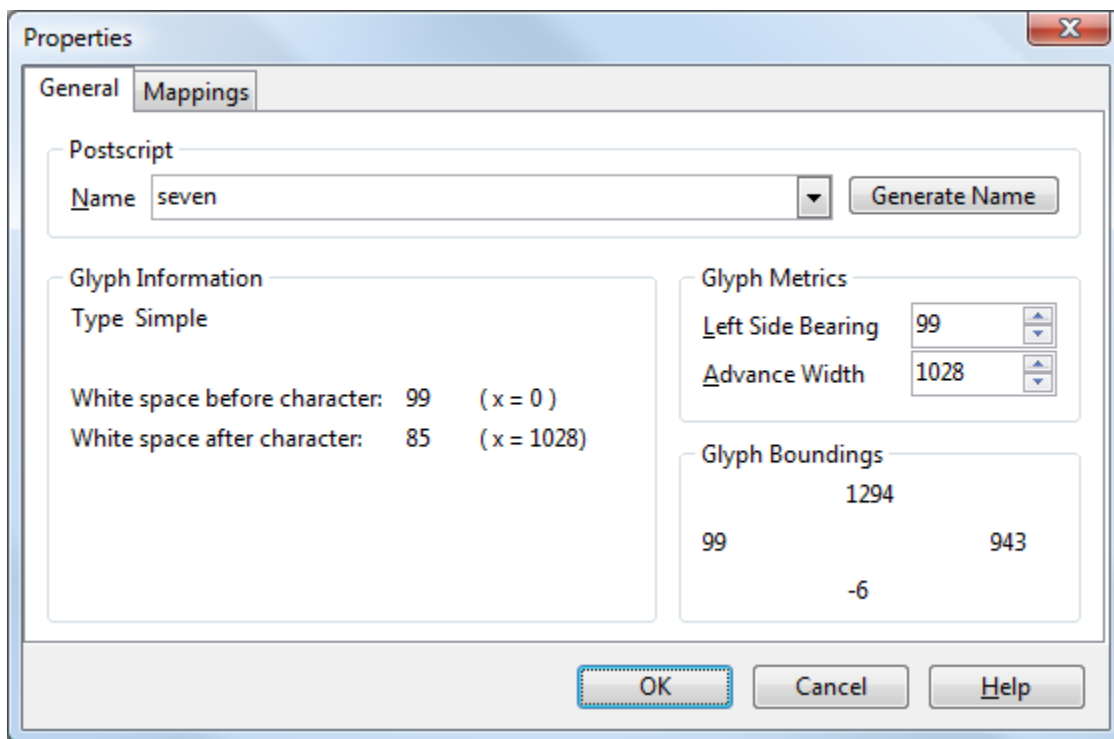 Properties
General Mappings
Postscript
Name seven Generate Name
Glyph Information
Type Simple
White space before character: 99 ( x = 0 )
White space after character: 85 ( x = 1028)
Glyph Metrics
Left Side Bearing 99
Advance Width 1028
Glyph Boundings
1294
99 943
-6
OK Cancel Help